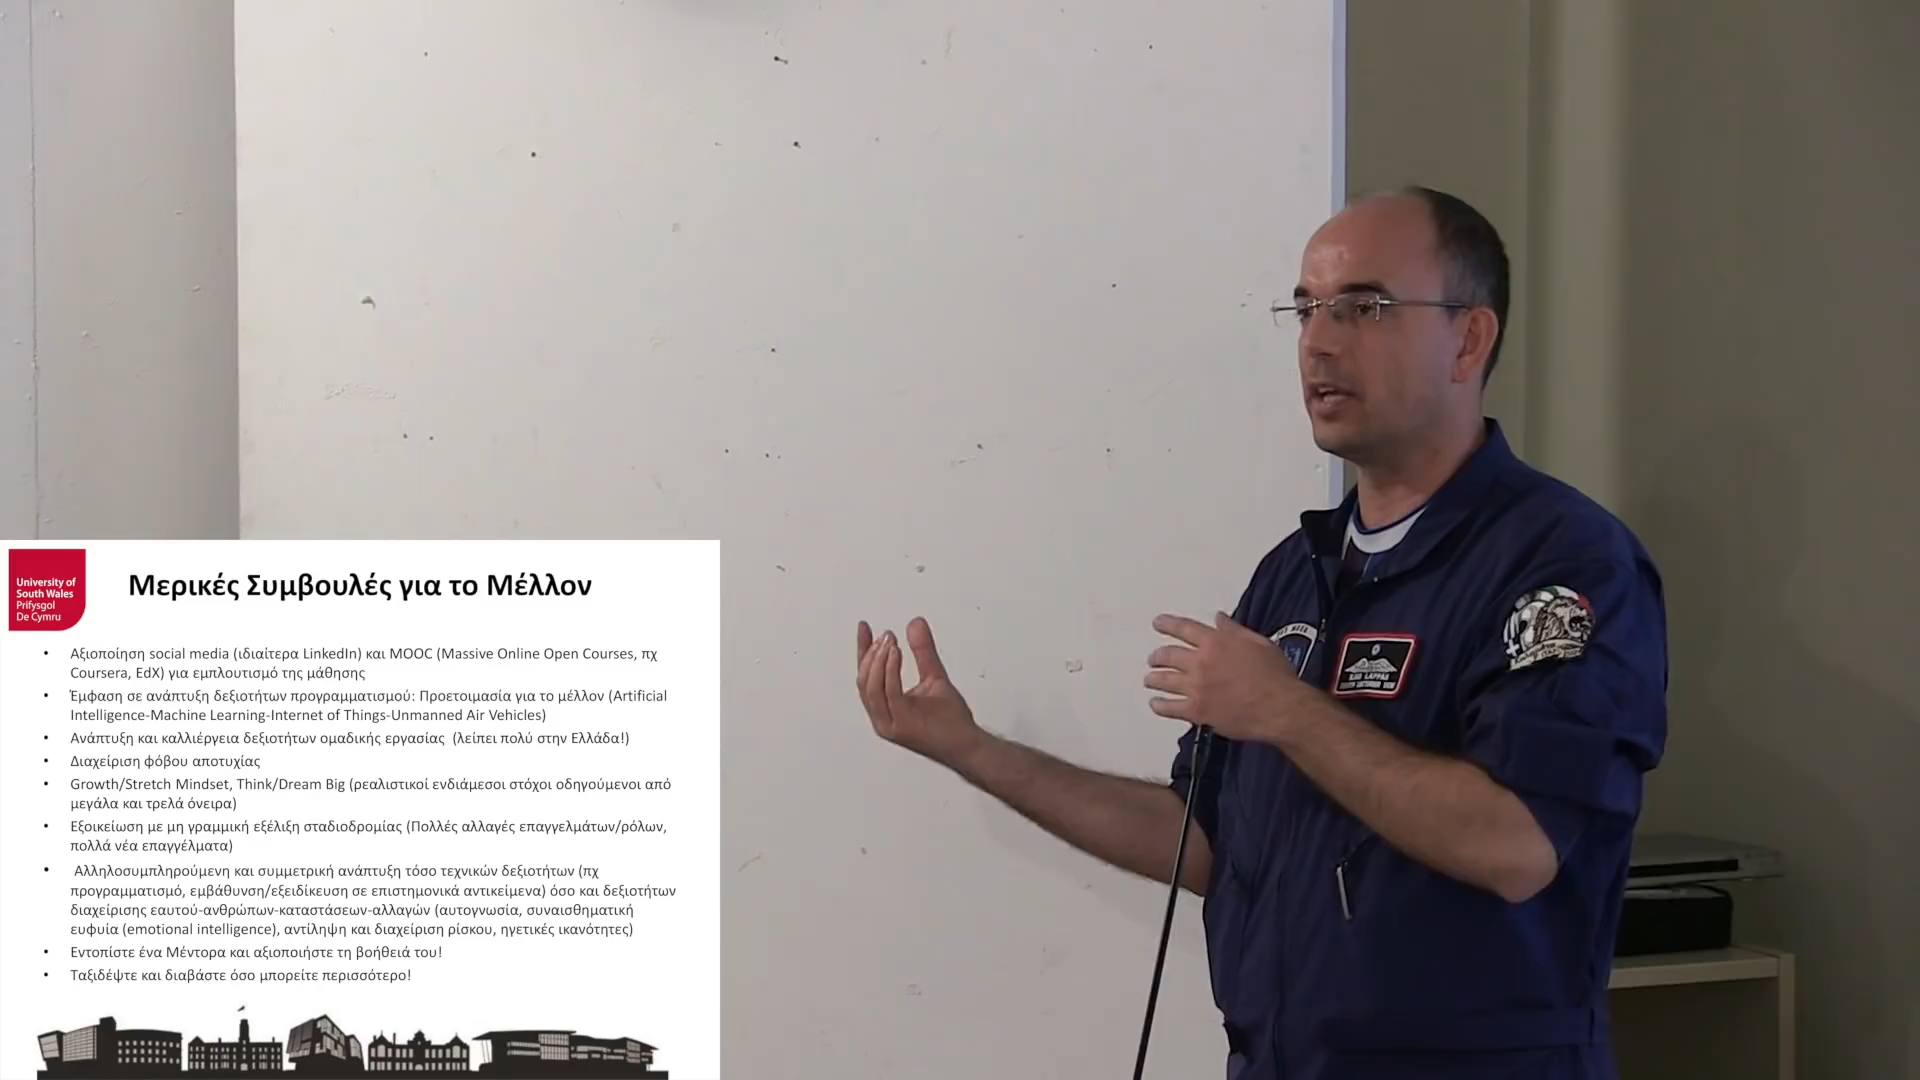 University of
South Wales
Prifysgol
De Cymru
Μερικές Συμβουλές για το Μέλλον
• Αξιοποίηση social media (ιδιαίτερα LinkedIn) και MOOC (Massive Online Open Courses, πχ
Coursera, EdX) για εμπλουτισμό της μάθησης
• Έμφαση σε ανάπτυξη δεξιοτήτων προγραμματισμού: Προετοιμασία για το μέλλον (Artificial
Intelligence-Machine Learning-Internet of Things-Unmanned Air Vehicles)
• Ανάπτυξη και καλλιέργεια δεξιοτήτων ομαδικής εργασίας (λείπει πολύ στην Ελλάδα!)
• Διαχείριση φόβου αποτυχίας
• Growth/Stretch Mindset, Think/Dream Big (ρεαλιστικοί ενδιάμεσοι στόχοι οδηγούμενοι από
μεγάλα και τρελά όνειρα)
• Εξοικείωση με μη γραμμική εξέλιξη σταδιοδρομίας (Πολλές αλλαγές επαγγελμάτων/ρόλων,
πολλά νέα επαγγέλματα)
• Αλληλοσυμπληρούμενη και συμμετρική ανάπτυξη τόσο τεχνικών δεξιοτήτων (πχ
προγραμματισμό, εμβάθυνση/εξειδίκευση σε επιστημονικά αντικείμενα) όσο και δεξιοτήτων
διαχείρισης εαυτού-ανθρώπων-καταστάσεων-αλλαγών (αυτογνωσία, συναισθηματική
ευφυία (emotional intelligence), αντίληψη και διαχείριση ρίσκου, ηγετικές ικανότητες)
• Εντοπίστε ένα Μέντορα και αξιοποιήστε τη βοήθειά του!
• Ταξιδέψτε και διαβάστε όσο μπορείτε περισσότερο!
ILIAS LAPPAS